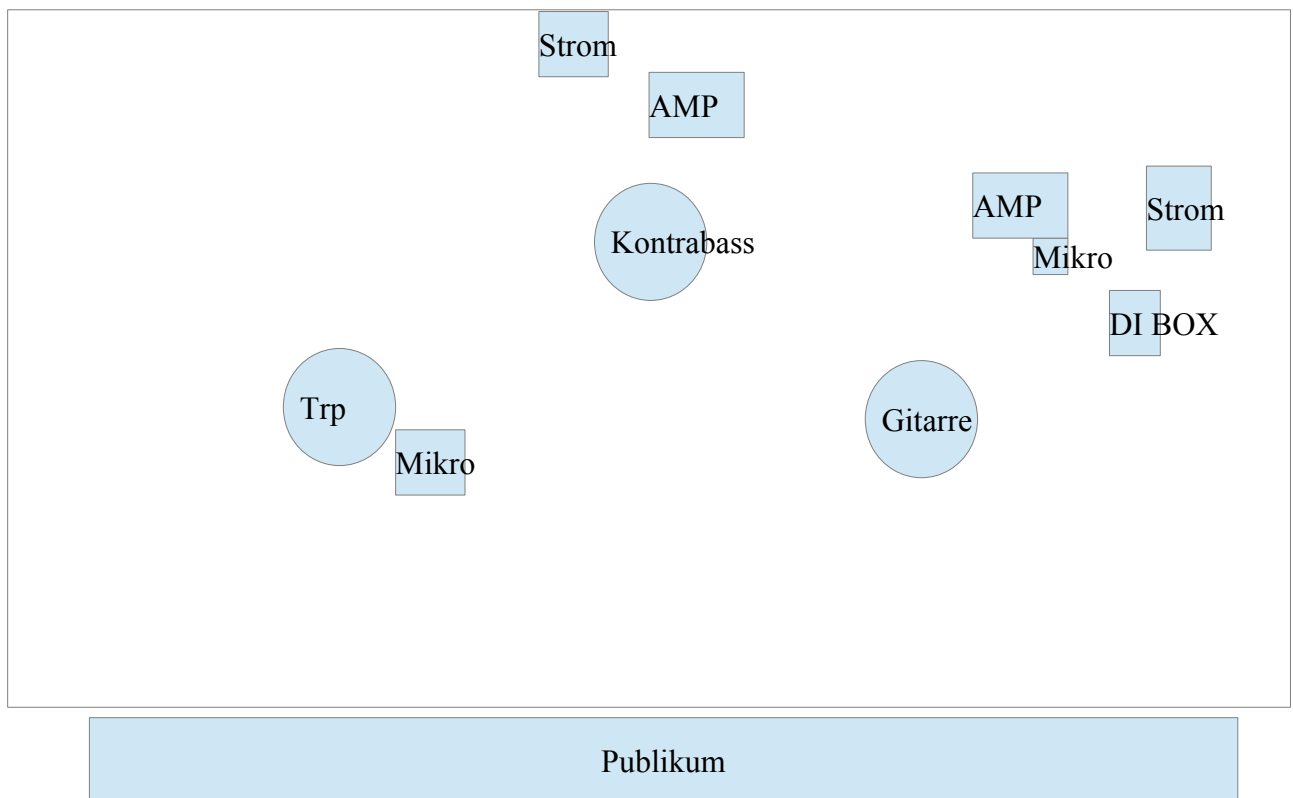 Strom
AMP
Kontrabass
AMP
Strom
Mikro
DI BOX
Trp
Gitarre
Mikro
Publikum